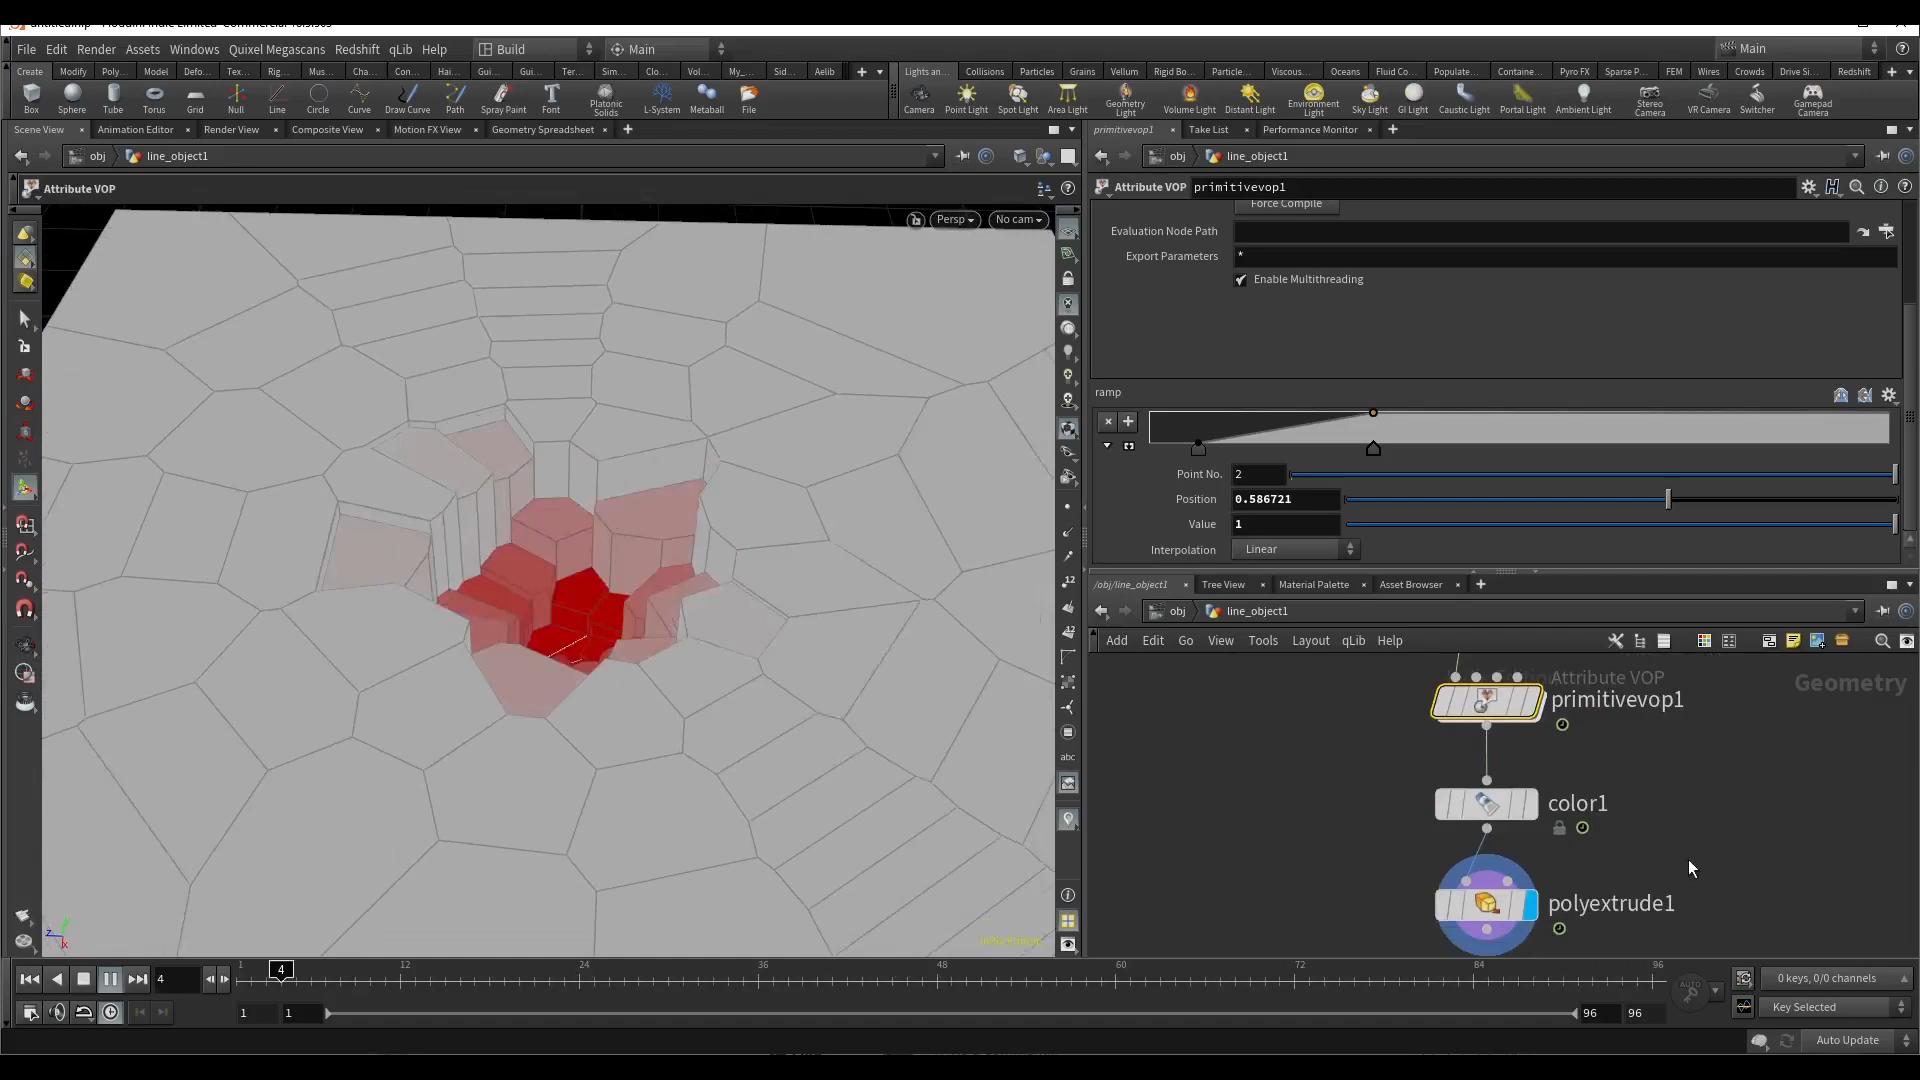 File Edit Render Assets Windows Quixel Megascans Redshift qLib Help Build Main Main
Create Modify Poly... Model Defo... Tex... Rig... Mus... Cha... Con... Hai... Gui... Gui... Ter... Sim... Clo... Vol... My_... Sid... Aelib
Lights an... Collisions Particles Grains Vellum Rigid Bo... Particle... Viscous... Oceans Fluid Co... Populate... Containe... Pyro FX Sparse P... FEM Wires Crowds Drive Si... Redshift
Box Sphere Tube Torus Grid Null Line Circle Curve Draw Curve Path Spray Paint Font Platonic Solids L-System Metaball File
Camera Point Light Spot Light Area Light Geometry Light Volume Light Distant Light Environment Light Sky Light GI Light Caustic Light Portal Light Ambient Light Stereo Camera VR Camera Switcher Gamepad Camera
Scene View Animation Editor Render View Composite View Motion FX View Geometry Spreadsheet
primitivevop1 Take List Performance Monitor
obj line_object1
obj line_object1
Attribute VOP
Attribute VOP primitivevop1
Persp No cam
Force Compile
Evaluation Node Path
Export Parameters *
Enable Multithreading
ramp
Point No. 2
Position 0.586721
Value 1
Interpolation Linear
/obj/line_object1 Tree View Material Palette Asset Browser
obj line_object1
Add Edit Go View Tools Layout qLib Help
Attribute VOP
Geometry
primitivevop1
color1
polyextrude1
12
12
abc
z y x
4
1 4 12 24 36 48 60 72 84 96
AUTO
0 keys, 0/0 channels
1 1 96 96
Key Selected
Auto Update